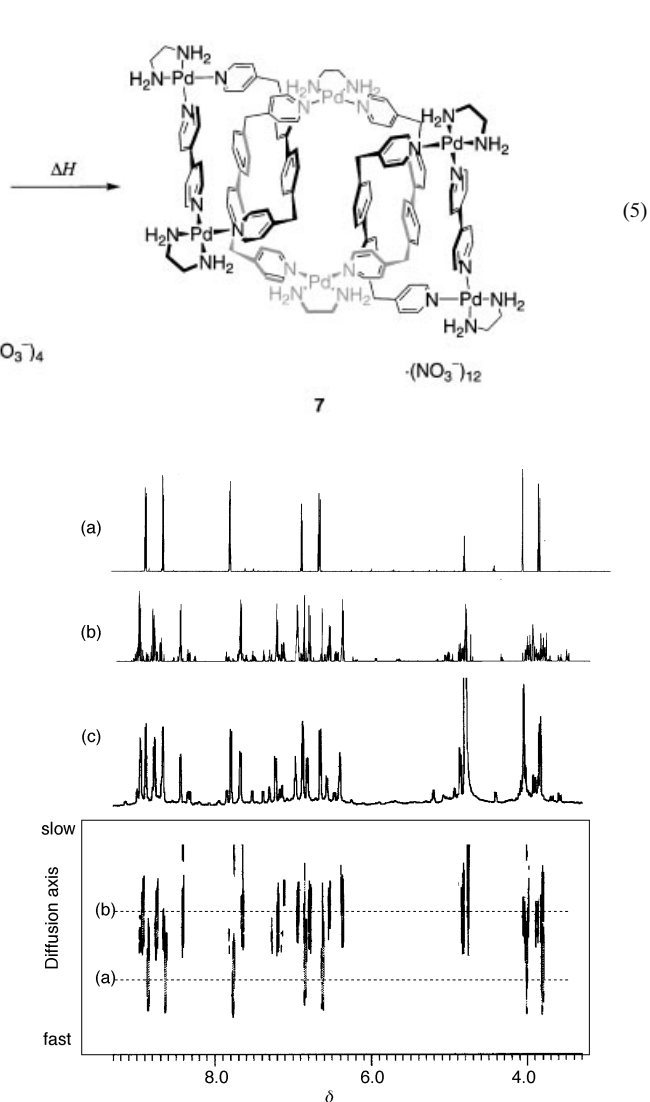 NH₂
H₂N—Pd—N
H₂N NH₂
N Pd N
N
H₂N
N Pd NH₂
ΔH
(5)
N
N
H₂N—Pd—N
NH₂
N Pd N
H₂N NH₂
N
N—Pd—NH₂
H₂N
O₃⁻)₄
·(NO₃⁻)₁₂
7
(a)
(b)
(c)
slow
Diffusion axis
(b)
(a)
fast
8.0 6.0 4.0
δ